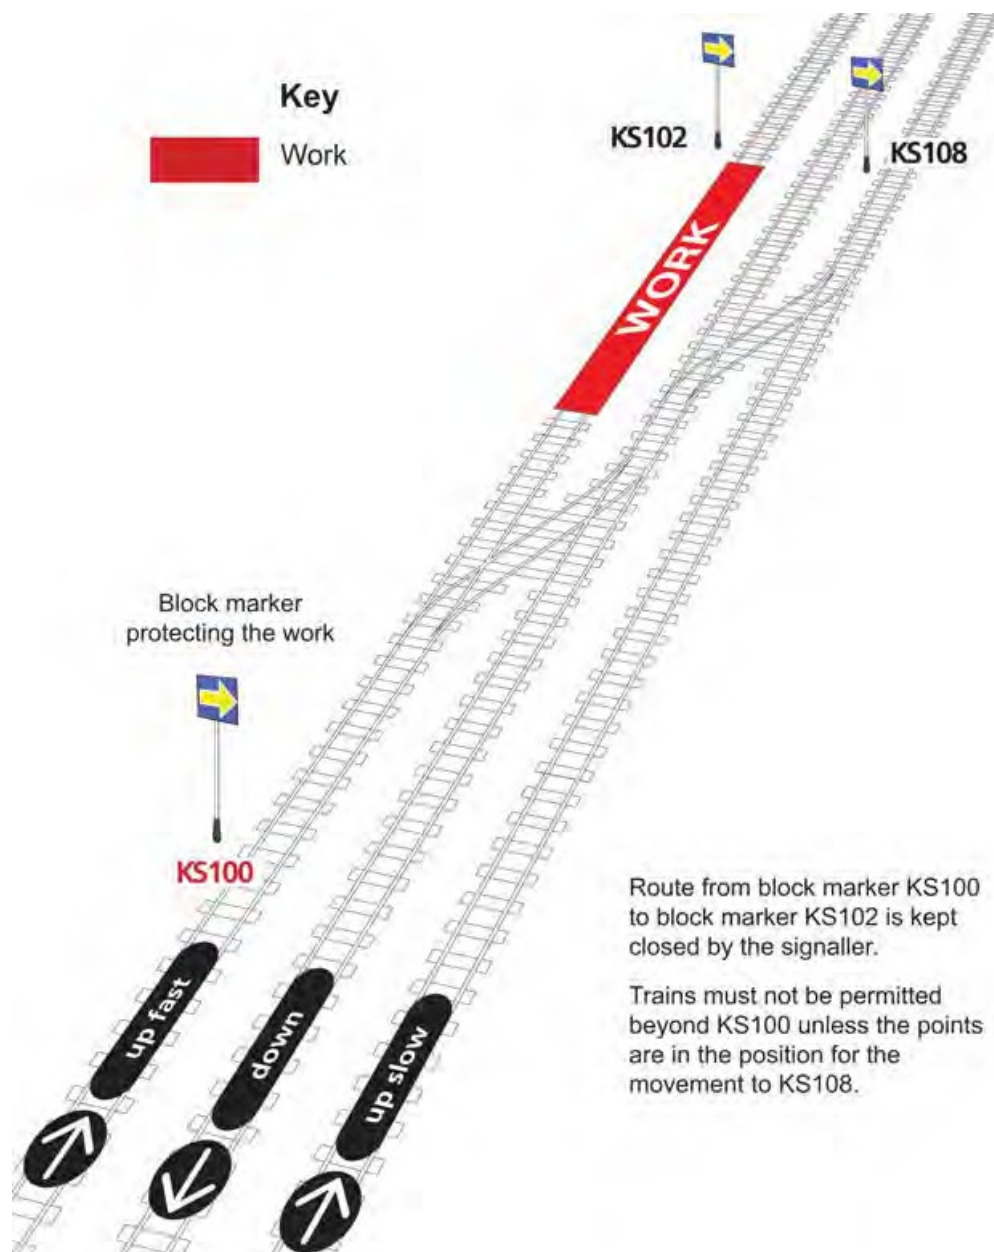 Key
Work
KS102
KS108
WORK
Block marker
protecting the work
KS100
Route from block marker KS100
to block marker KS102 is kept
closed by the signaller.
Trains must not be permitted
beyond KS100 unless the points
are in the position for the
movement to KS108.
up fast
down
up slow